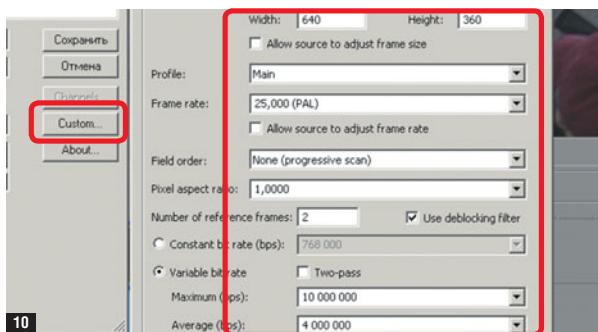 Сохранить
Отмена
Channels...
Custom...
About...
Width: 640 Height: 360
Allow source to adjust frame size
Profile: Main
Frame rate: 25,000 (PAL)
Allow source to adjust frame rate
Field order: None (progressive scan)
Pixel aspect ratio: 1,0000
Number of reference frames: 2 Use deblocking filter
Constant bit rate (bps): 768 000
Variable bit rate Two-pass
Maximum (bps): 10 000 000
Average (bps): 4 000 000
10